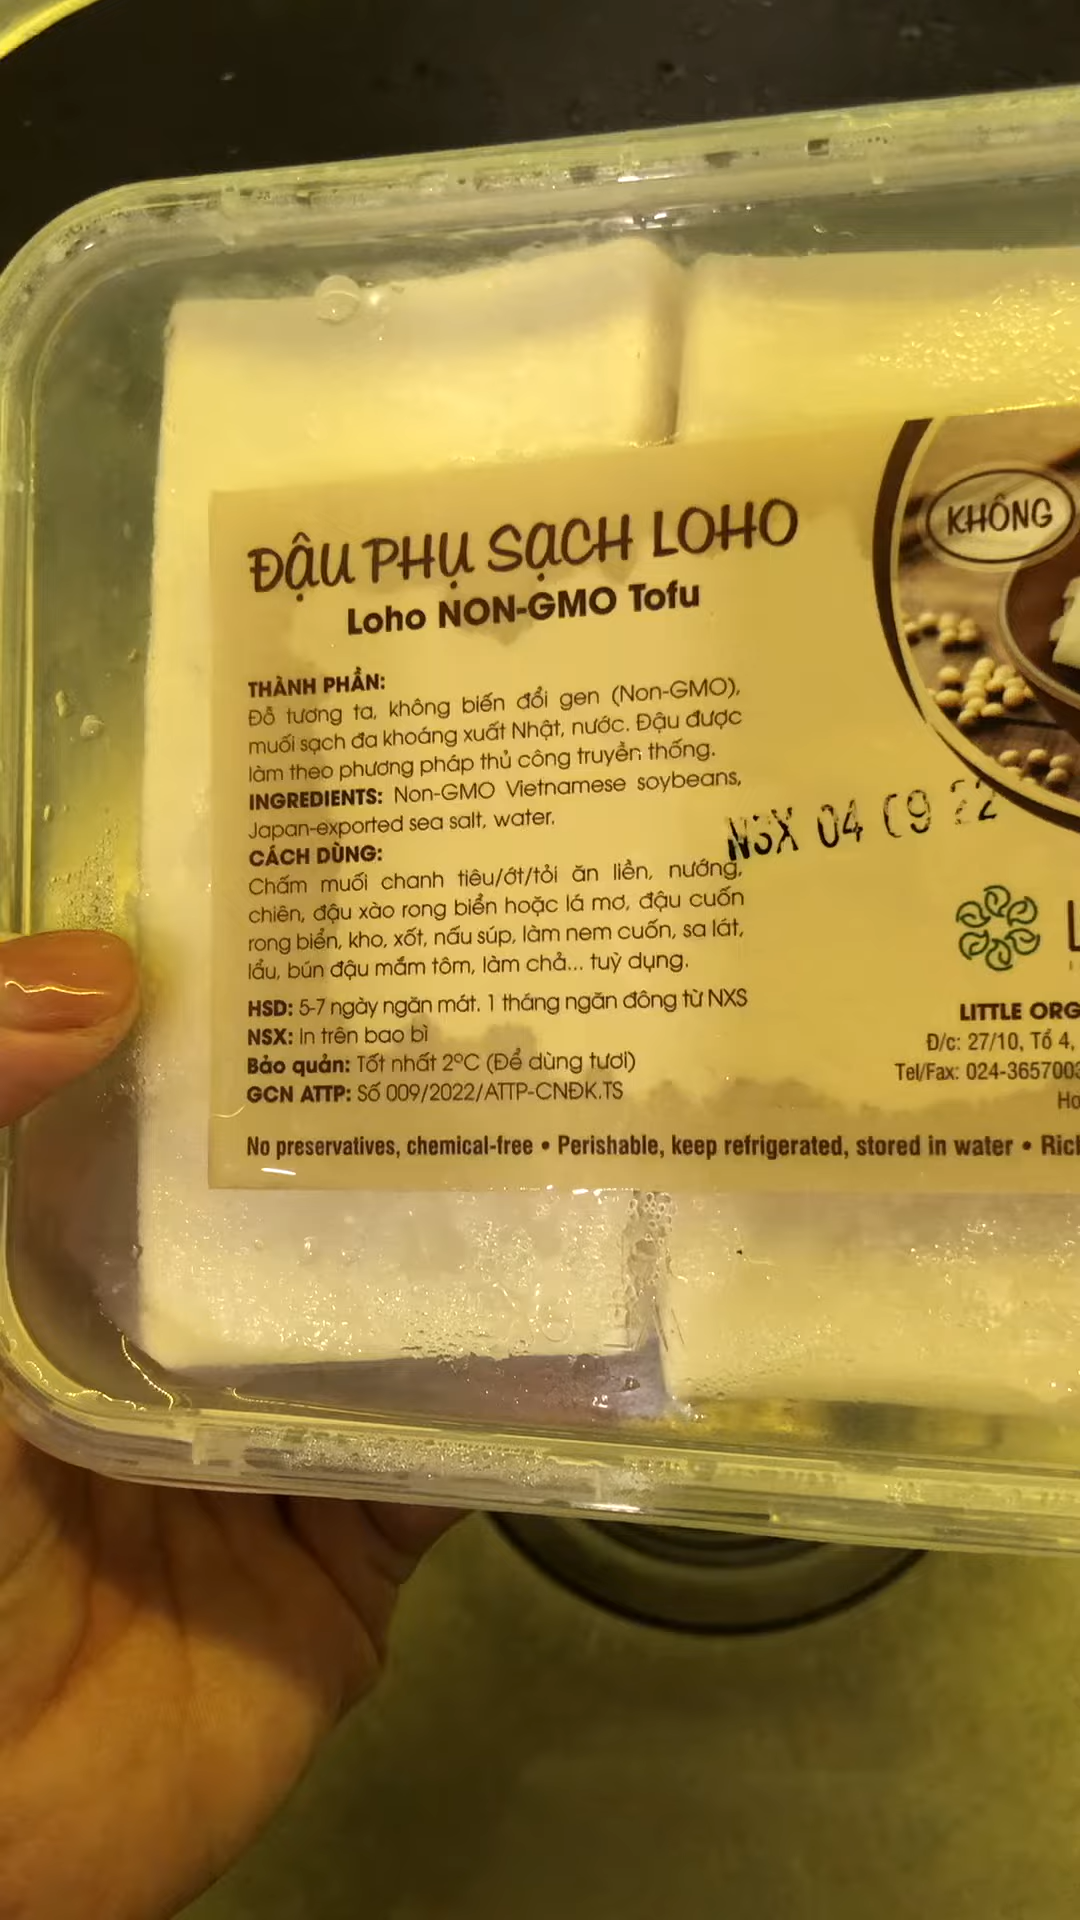 KHÔNG
ĐẬU PHỤ SẠCH LOHO
Loho NON-GMO Tofu
THÀNH PHẦN:
Đỗ tương ta, không biến đổi gen (Non-GMO),
muối sạch đa khoáng xuất Nhật, nước. Đậu được
làm theo phương pháp thủ công truyền thống.
INGREDIENTS: Non-GMO Vietnamese soybeans,
Japan-exported sea salt, water.
NSX 04 09 22
CÁCH DÙNG:
Chấm muối chanh tiêu/ớt/tỏi ăn liền, nướng,
chiên, đậu xào rong biển hoặc lá mơ, đậu cuốn
rong biển, kho, xốt, nấu súp, làm nem cuốn, sa lát,
lẩu, bún đậu mắm tôm, làm chả... tuỳ dụng.
HSD: 5-7 ngày ngăn mát. 1 tháng ngăn đông từ NXS
NSX: In trên bao bì
Bảo quản: Tốt nhất 2°C (Để dùng tươi)
GCN ATTP: Số 009/2022/ATTP-CNĐK.TS
LITTLE ORG
Đ/c: 27/10, Tổ 4,
Tel/Fax: 024-3657003
Ho
No preservatives, chemical-free • Perishable, keep refrigerated, stored in water • Rich